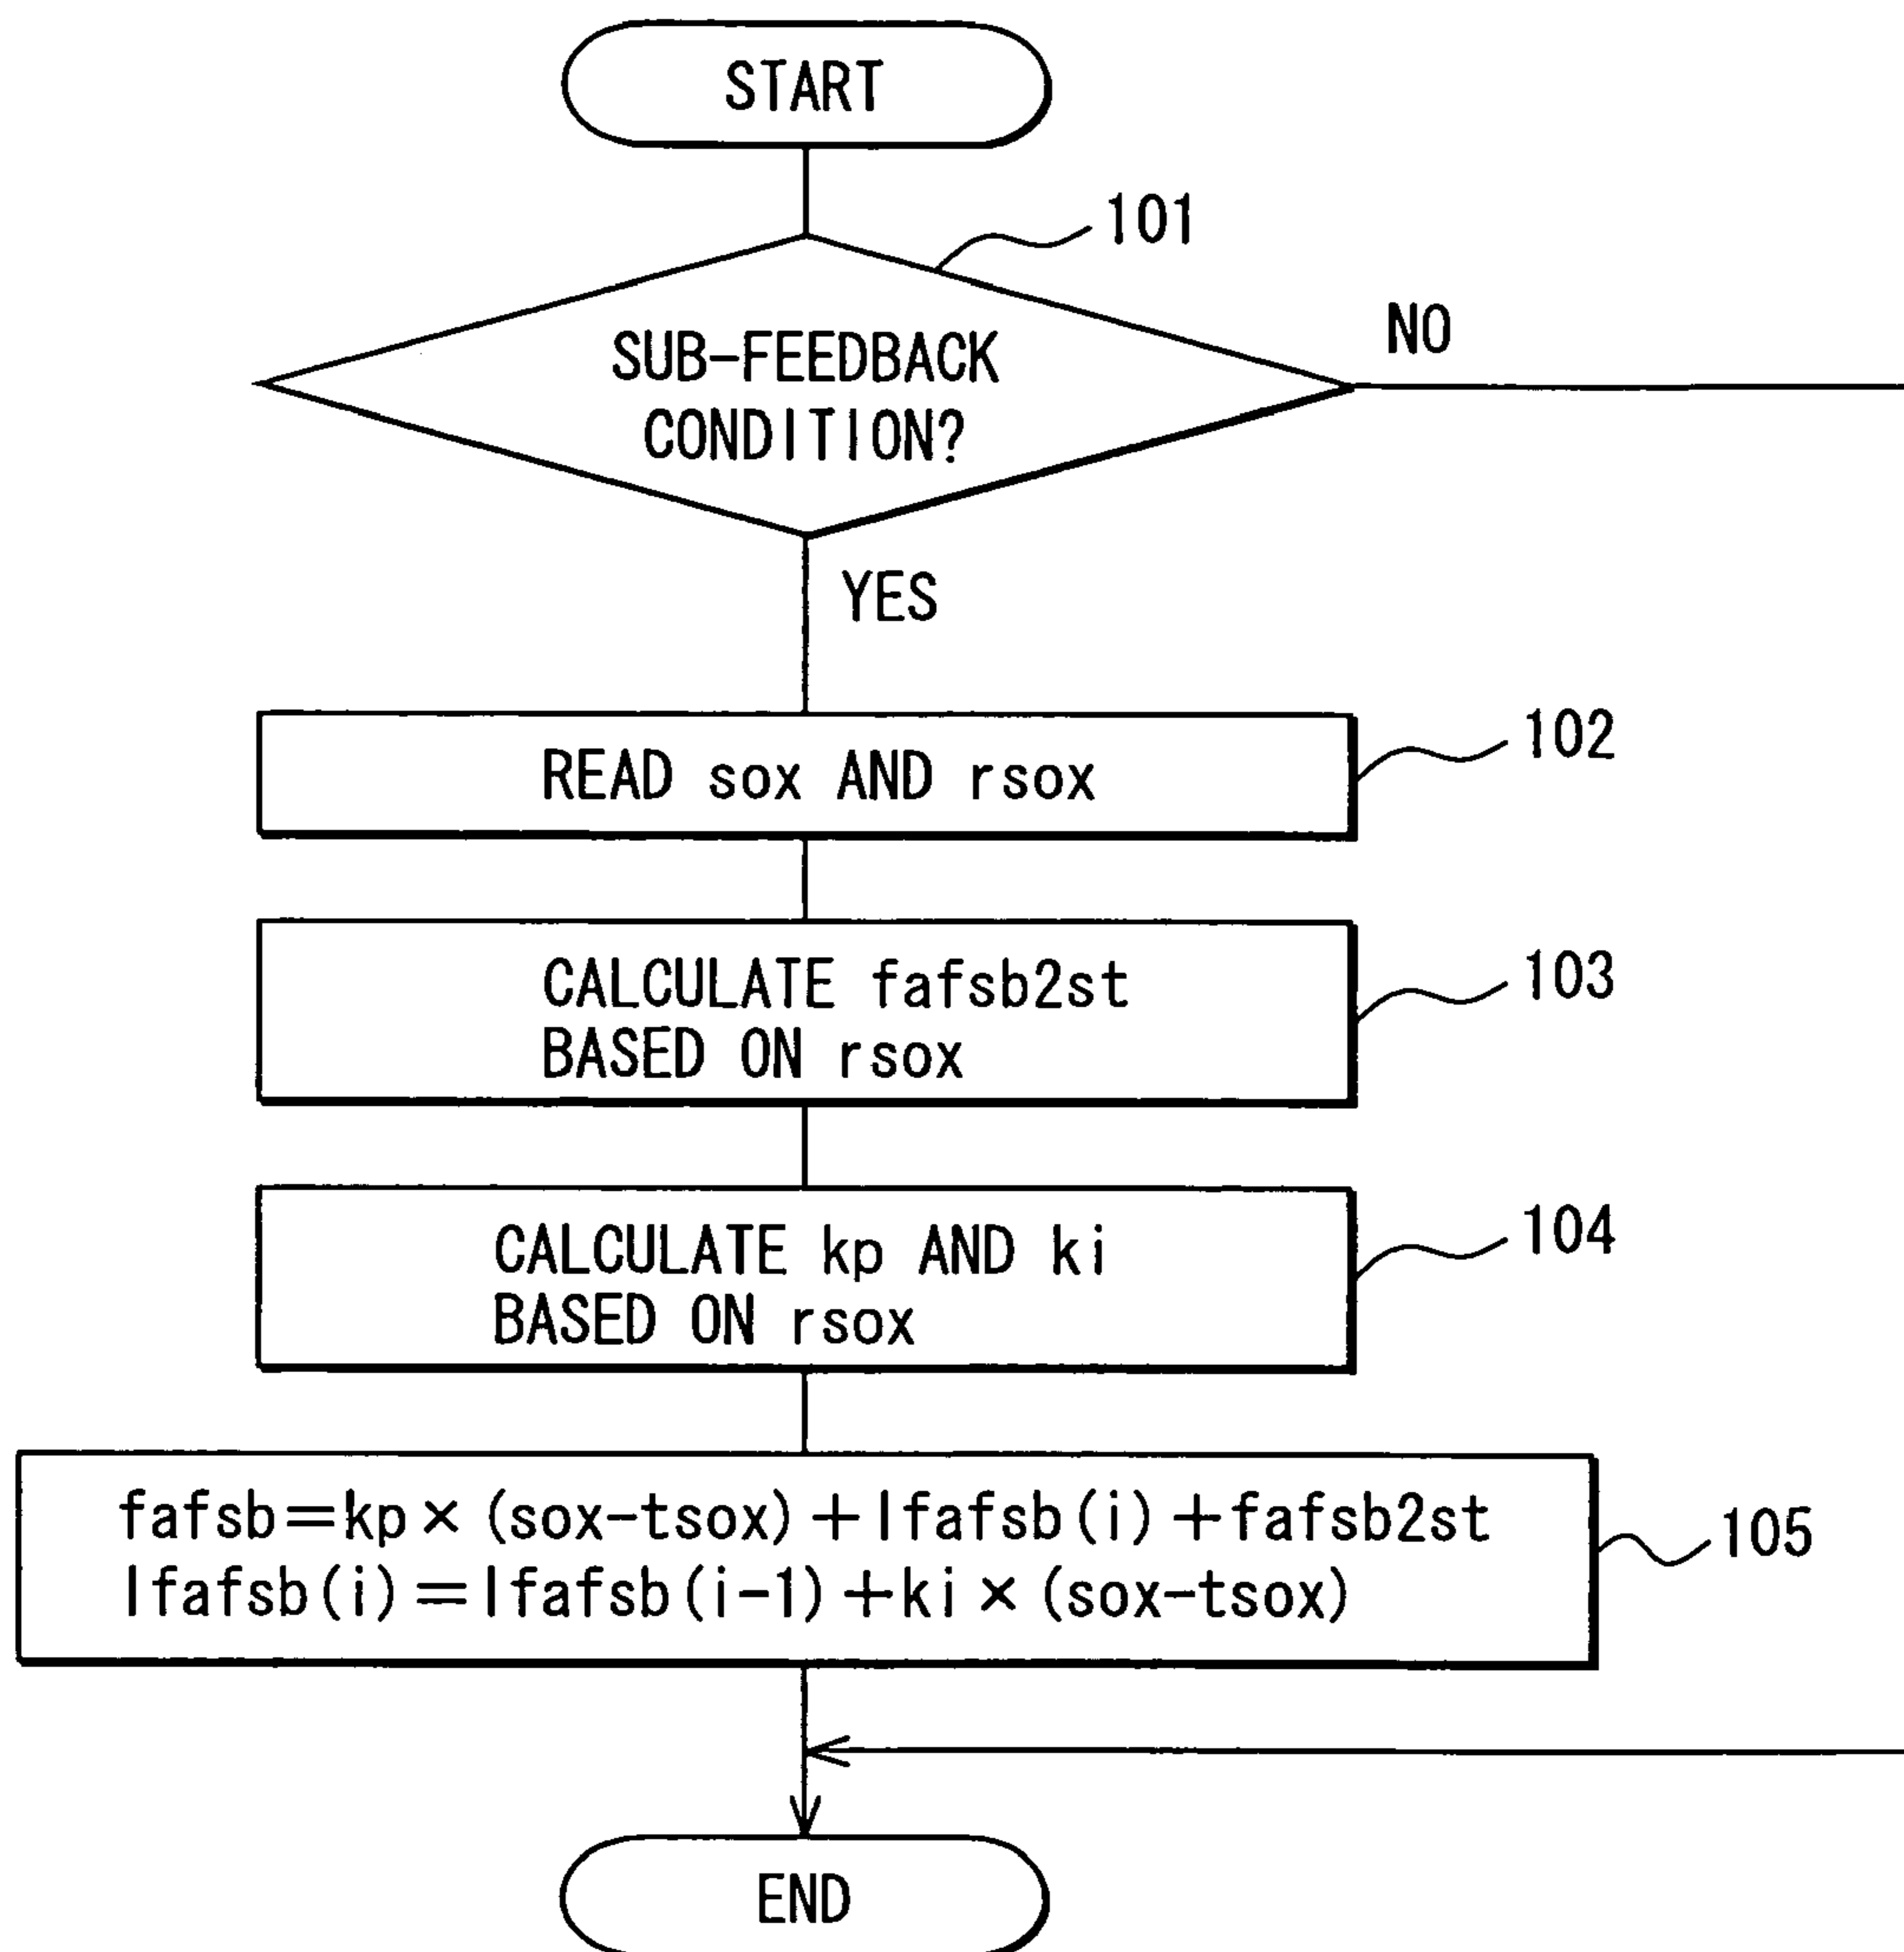 START
101
NO
SUB-FEEDBACK
CONDITION?
YES
READ sox AND rsox
102
CALCULATE fafsb2st
BASED ON rsox
103
CALCULATE kp AND ki
BASED ON rsox
104
fafsb=kp×(sox-tsox)+Ifafsb(i)+fafsb2st
Ifafsb(i)=Ifafsb(i-1)+ki×(sox-tsox)
105
END